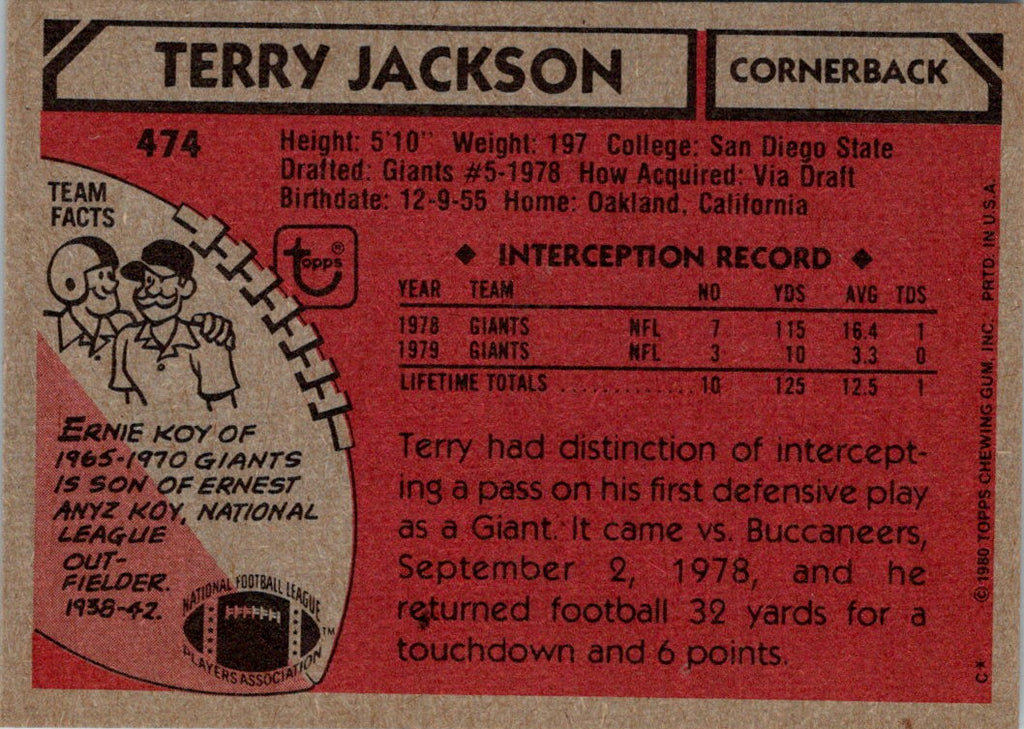 TERRY JACKSON
CORNERBACK
474
Height: 5'10" Weight: 197 College: San Diego State
Drafted: Giants #5-1978 How Acquired: Via Draft
Birthdate: 12-9-55 Home: Oakland, California
TEAM
FACTS
topps®
◆ INTERCEPTION RECORD ◆
YEAR TEAM NO YDS AVG TDS
1978 GIANTS NFL 7 115 16.4 1
1979 GIANTS NFL 3 10 3.3 0
LIFETIME TOTALS .............. 10 125 12.5 1
ERNIE KOY OF
1965-1970 GIANTS
IS SON OF ERNEST
ANYZ KOY, NATIONAL
LEAGUE
OUT-
FIELDER.
1938-42.
NATIONAL FOOTBALL LEAGUE
PLAYERS ASSOCIATION
TM
Terry had distinction of intercept-
ing a pass on his first defensive play
as a Giant. It came vs. Buccaneers,
September 2, 1978, and he
returned football 32 yards for a
touchdown and 6 points.
C* © 1980 TOPPS CHEWING GUM, INC. PRTD. IN U.S.A.